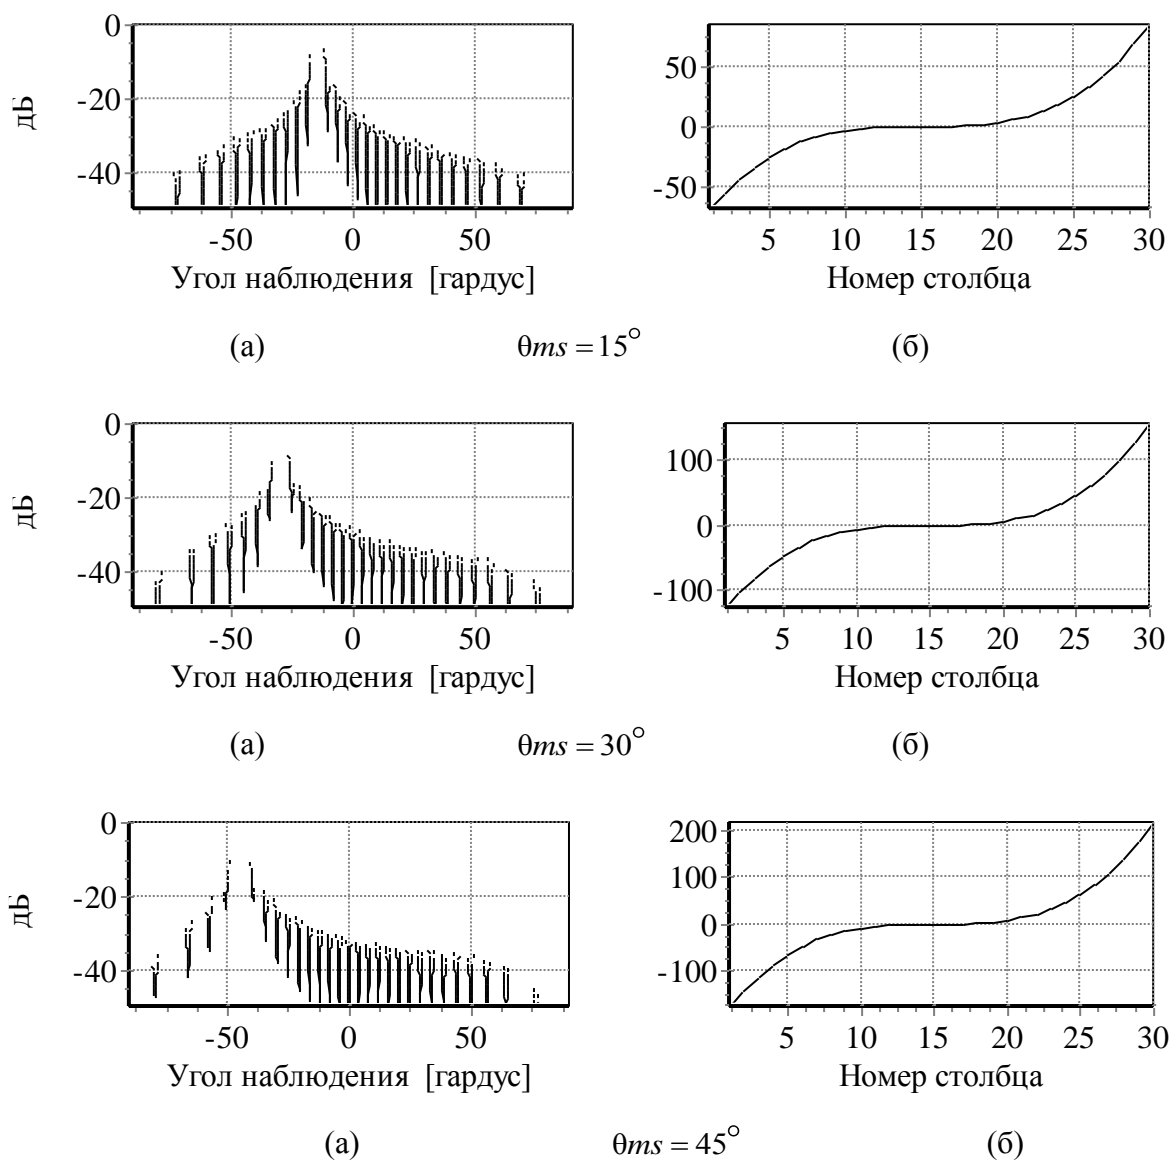 0
-20
-40
дБ
-50 0 50
Угол наблюдения [гардус]
50
0
-50
5 10 15 20 25 30
Номер столбца
(а) θms = 15° (б)
0
-20
-40
дБ
-50 0 50
Угол наблюдения [гардус]
100
0
-100
5 10 15 20 25 30
Номер столбца
(а) θms = 30° (б)
0
-20
-40
дБ
-50 0 50
Угол наблюдения [гардус]
200
100
0
-100
5 10 15 20 25 30
Номер столбца
(а) θms = 45° (б)